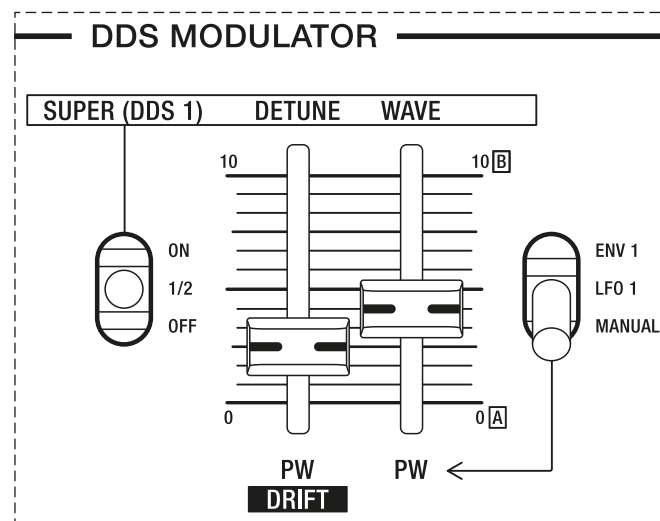 DDS MODULATOR
SUPER (DDS 1) DETUNE WAVE
10 10 B
ON
1/2
OFF
ENV 1
LFO 1
MANUAL
0 0 A
PW PW
DRIFT